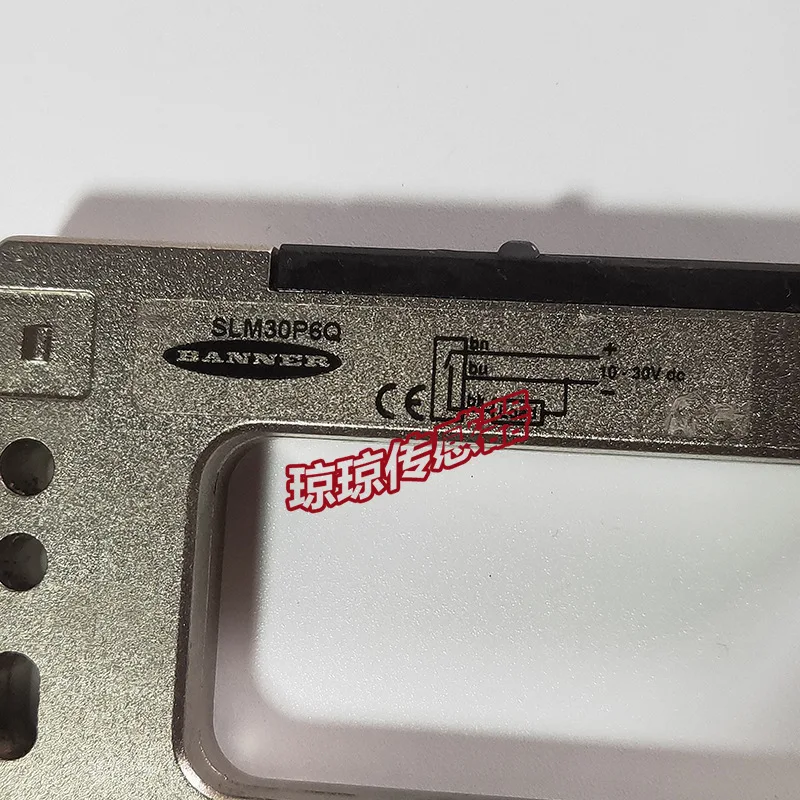 SLM30P6Q
BANNER
bn
+
bu
10 - 30V dc
bk
−
CE
琼琼传感器